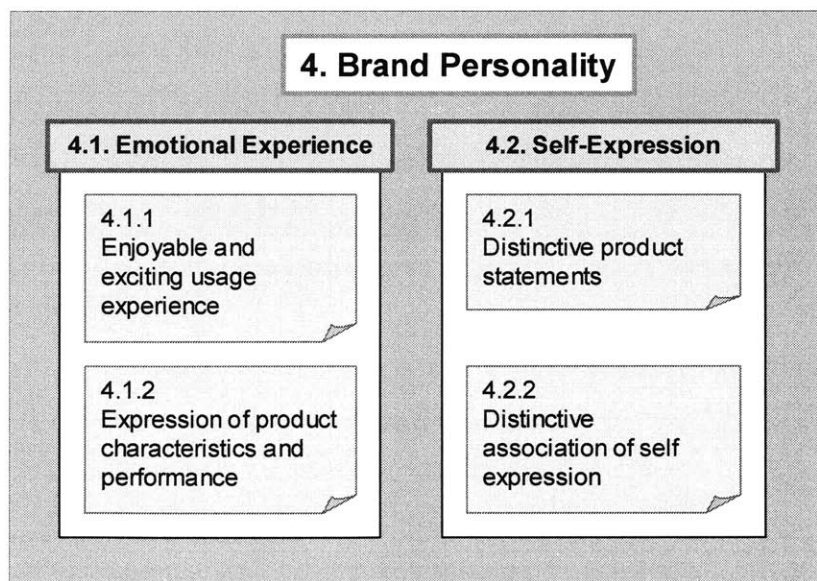 4. Brand Personality
4.1. Emotional Experience
4.1.1
Enjoyable and
exciting usage
experience
4.1.2
Expression of product
characteristics and
performance
4.2. Self-Expression
4.2.1
Distinctive product
statements
4.2.2
Distinctive
association of self
expression